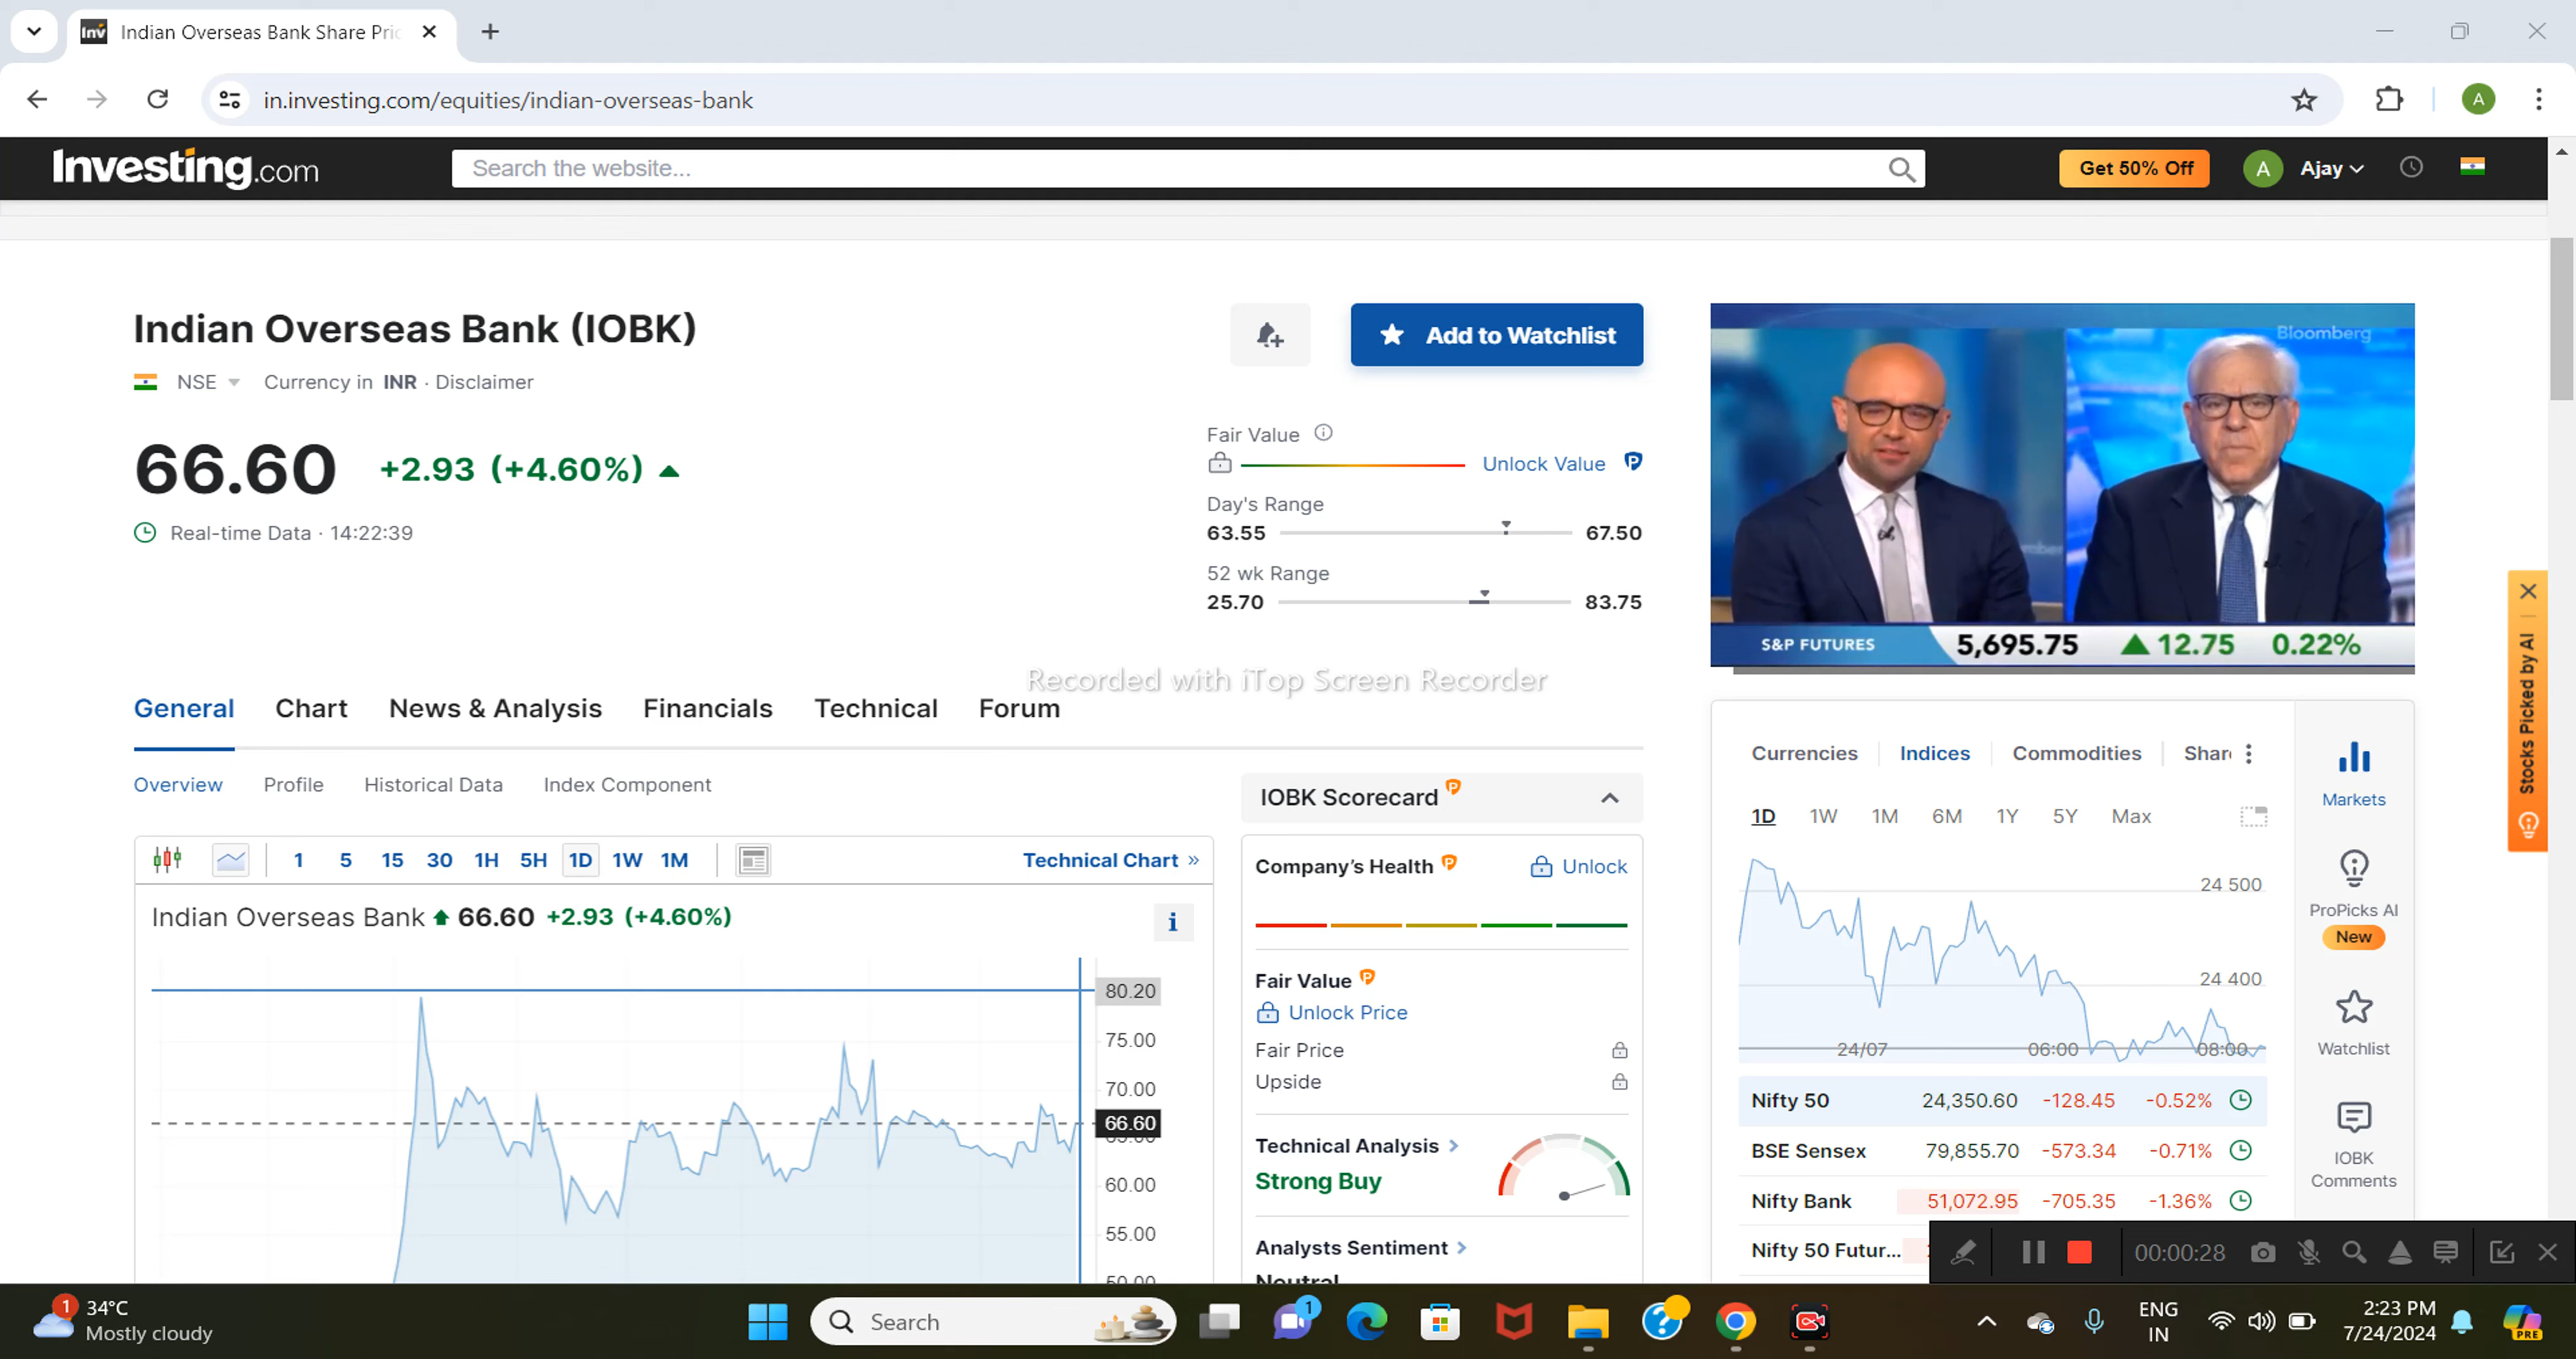 Indian Overseas Bank Share Pric
in.investing.com/equities/indian-overseas-bank
A
Investing.com
Search the website...
Get 50% Off
A
Ajay
Indian Overseas Bank (IOBK)
Add to Watchlist
NSE
Currency in INR · Disclaimer
66.60 +2.93 (+4.60%)
Real-time Data · 14:22:39
Fair Value
Unlock Value
Day's Range
63.55 67.50
52 wk Range
25.70 83.75
Bloomberg
S&P FUTURES 5,695.75 12.75 0.22%
Stocks Picked by AI
Recorded with iTop Screen Recorder
General Chart News & Analysis Financials Technical Forum
Overview Profile Historical Data Index Component
1 5 15 30 1H 5H 1D 1W 1M
Technical Chart »
Indian Overseas Bank 66.60 +2.93 (+4.60%)
i
80.20
75.00
70.00
66.60
65.00
60.00
55.00
50.00
IOBK Scorecard
Company's Health
Unlock
Fair Value
Unlock Price
Fair Price
Upside
Technical Analysis
Strong Buy
Analysts Sentiment
Neutral
Currencies Indices Commodities Share
1D 1W 1M 6M 1Y 5Y Max
24 500
24 400
24/07 06:00 08:00
Nifty 50 24,350.60 -128.45 -0.52%
BSE Sensex 79,855.70 -573.34 -0.71%
Nifty Bank 51,072.95 -705.35 -1.36%
Nifty 50 Futur...
Markets
ProPicks AI
New
Watchlist
IOBK
Comments
00:00:28
1
34°C
Mostly cloudy
Search
1
ENG
IN
2:23 PM
7/24/2024
PRE